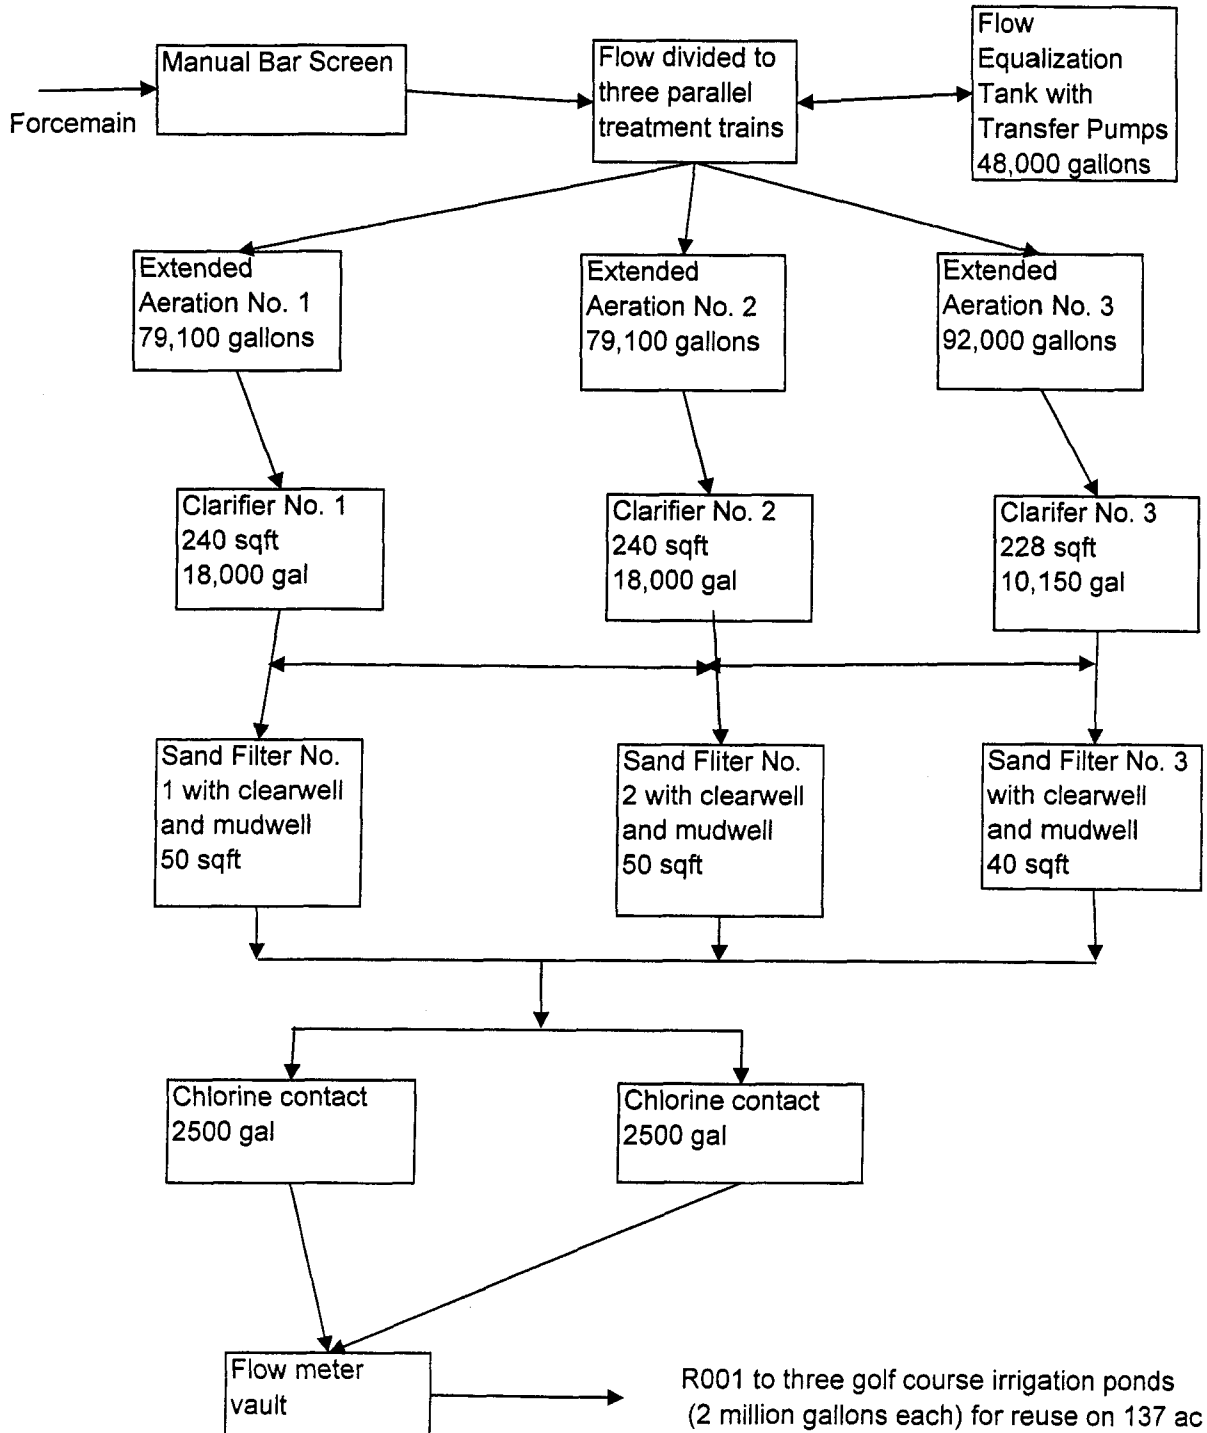 Forcemain
Manual Bar Screen
Flow divided to
three parallel
treatment trains
Flow
Equalization
Tank with
Transfer Pumps
48,000 gallons
Extended
Aeration No. 1
79,100 gallons
Extended
Aeration No. 2
79,100 gallons
Extended
Aeration No. 3
92,000 gallons
Clarifier No. 1
240 sqft
18,000 gal
Clarifier No. 2
240 sqft
18,000 gal
Clarifer No. 3
228 sqft
10,150 gal
Sand Filter No.
1 with clearwell
and mudwell
50 sqft
Sand Fliter No.
2 with clearwell
and mudwell
50 sqft
Sand Filter No. 3
with clearwell
and mudwell
40 sqft
Chlorine contact
2500 gal
Chlorine contact
2500 gal
Flow meter
vault
R001 to three golf course irrigation ponds
(2 million gallons each) for reuse on 137 ac